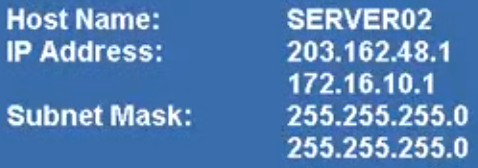 Host Name: SERVER02
IP Address: 203.162.48.1
172.16.10.1
Subnet Mask: 255.255.255.0
255.255.255.0